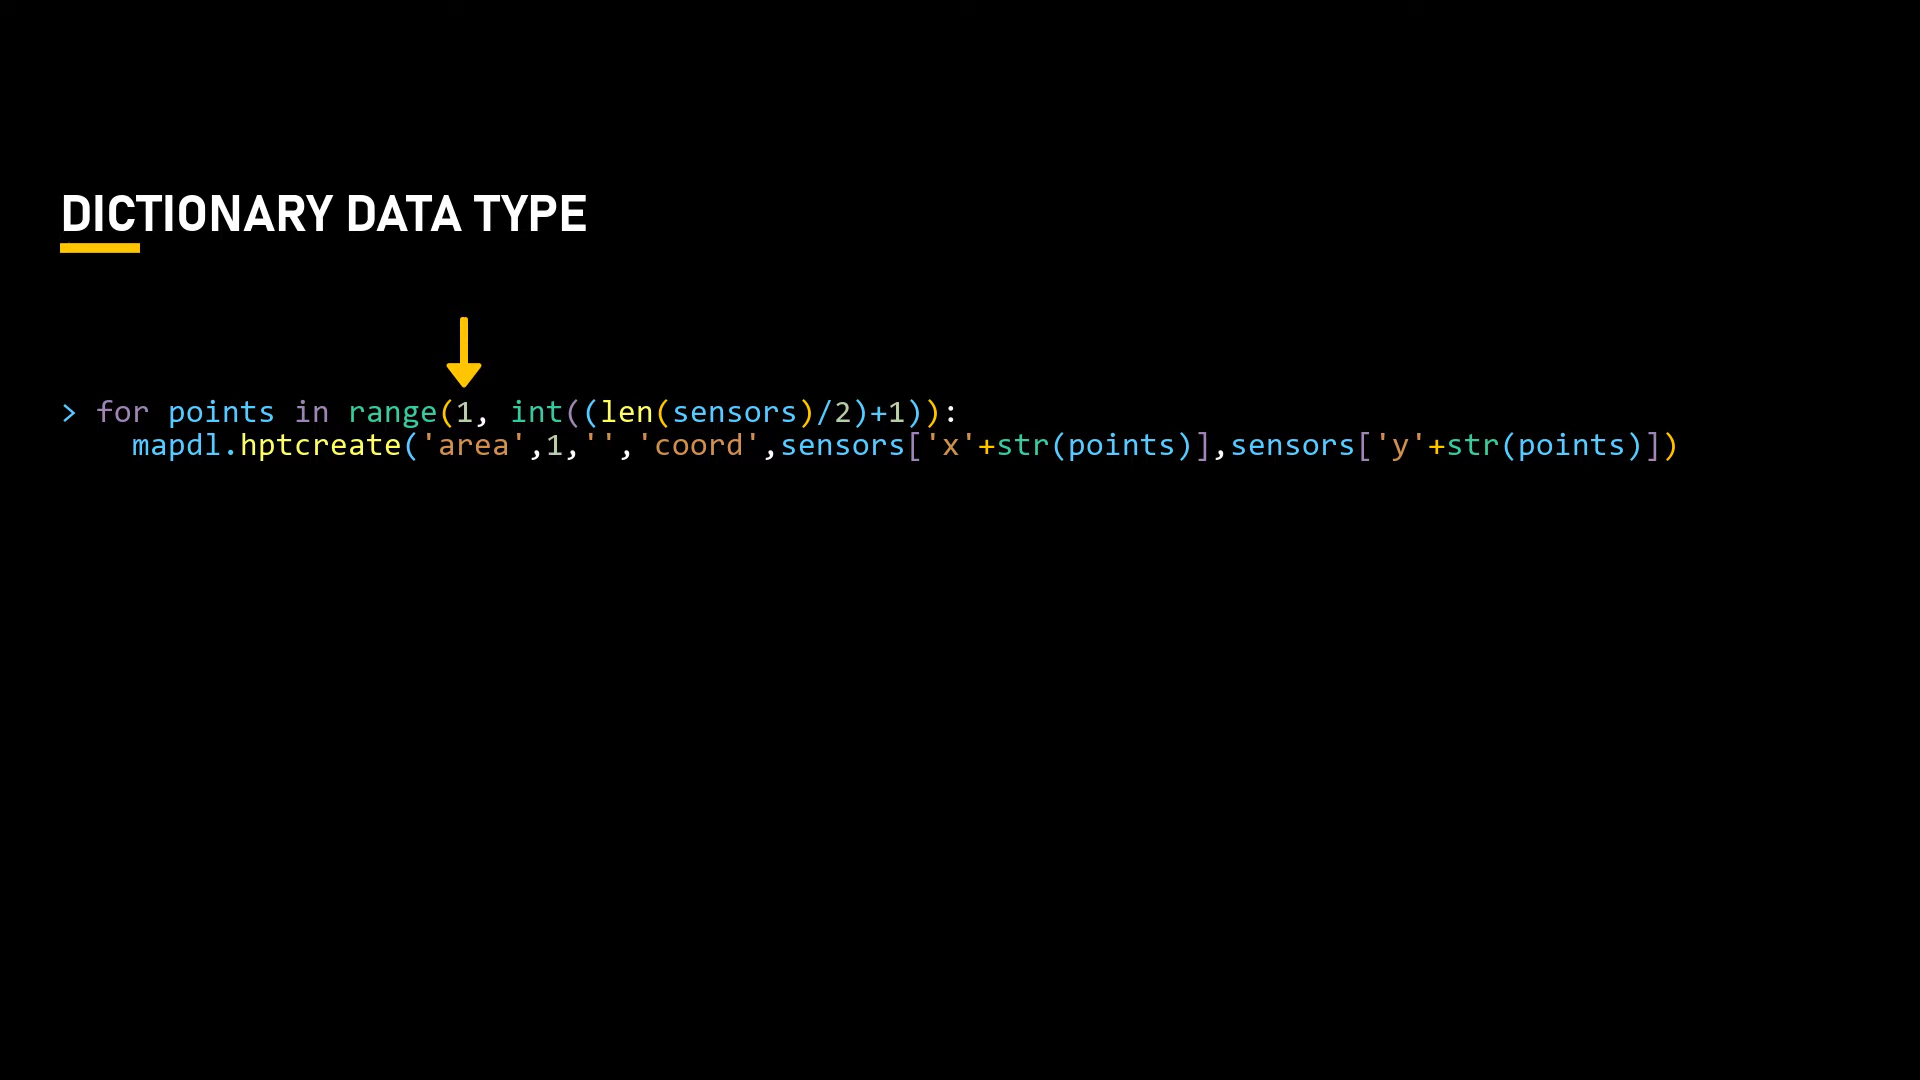 DICTIONARY DATA TYPE
> for points in range(1, int((len(sensors)/2)+1)):
mapdl.hptcreate('area',1,'','coord',sensors['x'+str(points)],sensors['y'+str(points)])